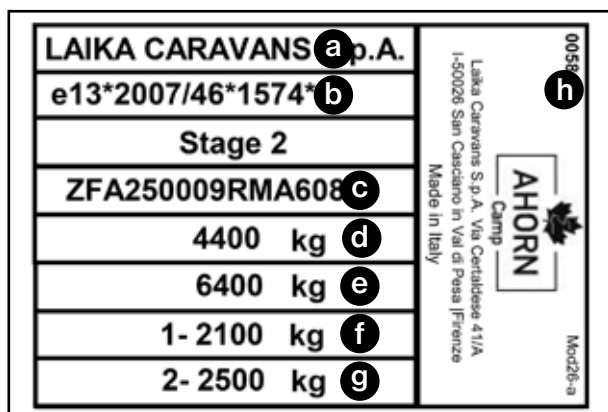 LAIKA CARAVANS S.p.A. a
e13*2007/46*1574* b
Stage 2
ZFA250009RMA608 c
4400 kg d
6400 kg e
1- 2100 kg f
2- 2500 kg g
0058 h
Mod26-a
AHORN
Camp
Laika Caravans S.p.A. Via Certaldese 41/A
I-50026 San Casciano in Val di Pesa |Firenze
Made in Italy